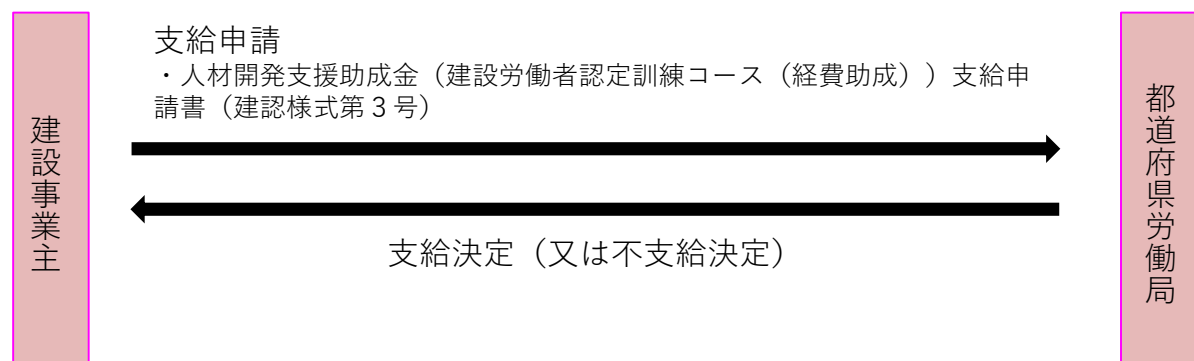 建設事業主
支給申請
・人材開発支援助成金（建設労働者認定訓練コース（経費助成））支給申
請書（建認様式第３号）
支給決定（又は不支給決定）
都道府県労働局